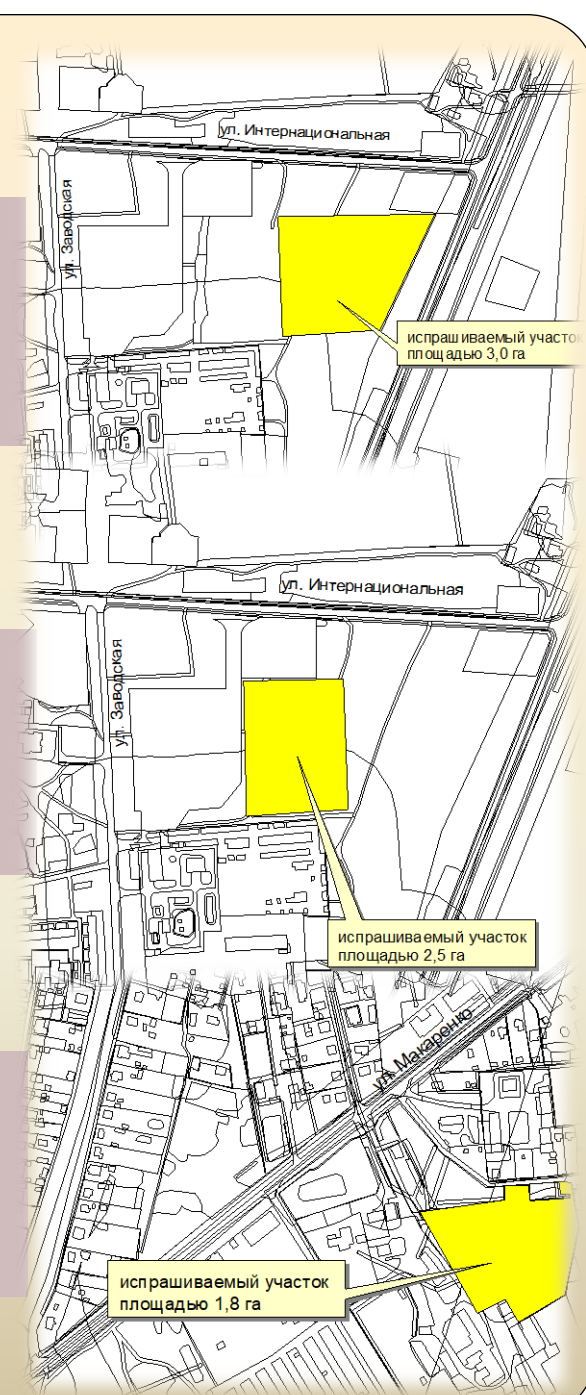 ул. Интернациональная
ул. Заводская
испрашиваемый участок
площадью 3,0 га
ул. Интернациональная
ул. Заводская
испрашиваемый участок
площадью 2,5 га
ул. Макаренко
испрашиваемый участок
площадью 1,8 га